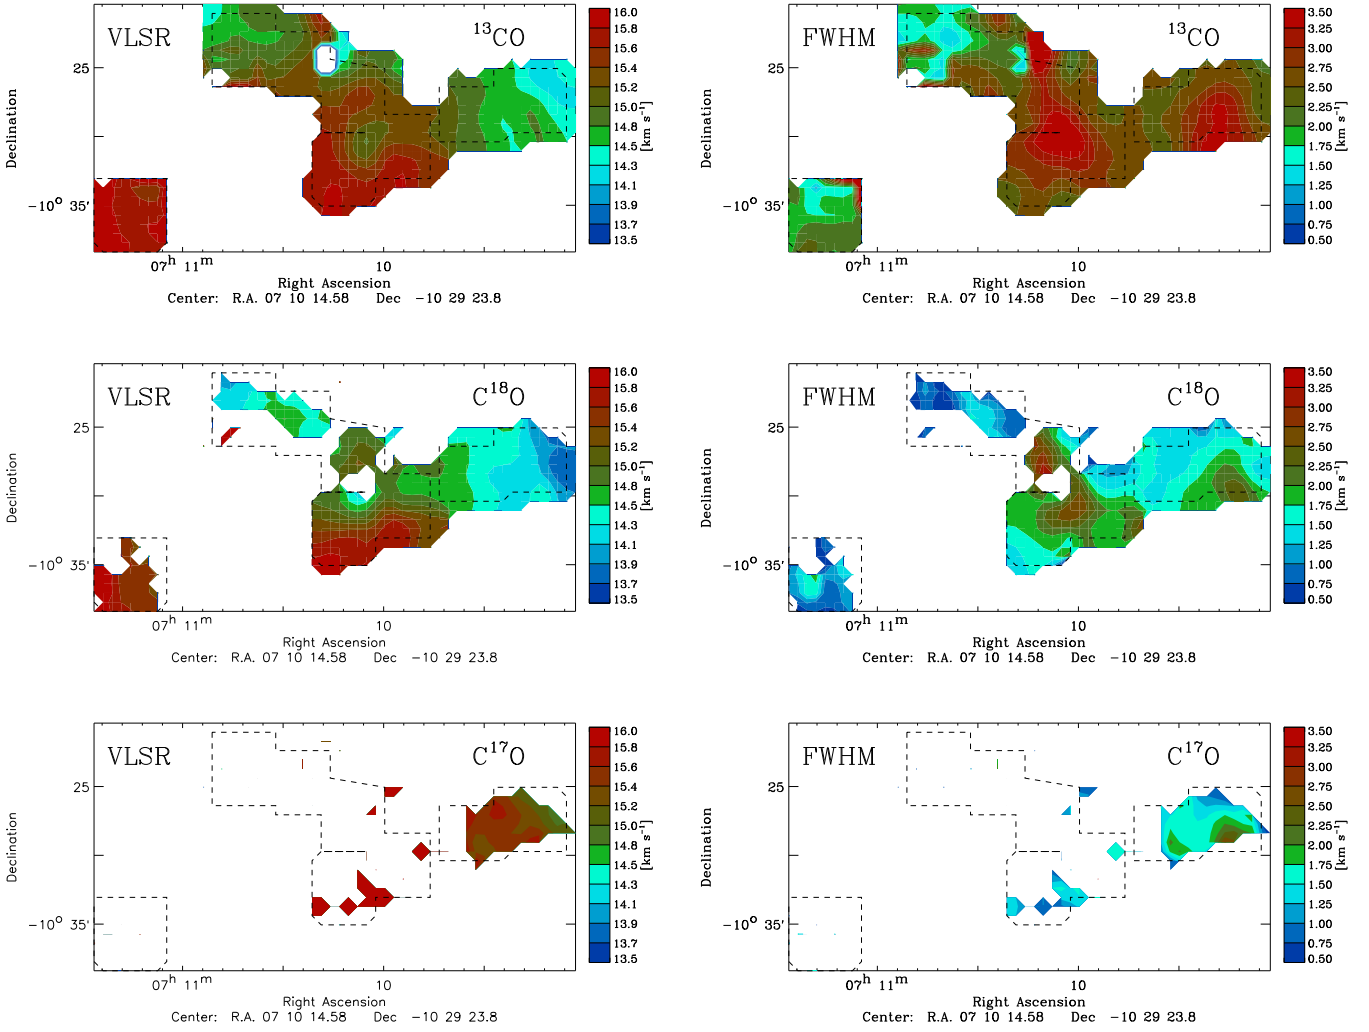 VLSR
¹³CO
25
-10° 35'
Declination
07ʰ 11ᵐ
10
Right Ascension
Center: R.A. 07 10 14.58 Dec -10 29 23.8
16.0
15.8
15.6
15.4
15.2
15.0
14.8
14.5
14.3
14.1
13.9
13.7
13.5
[km s⁻¹]
FWHM
¹³CO
25
-10° 35'
Declination
07ʰ 11ᵐ
10
Right Ascension
Center: R.A. 07 10 14.58 Dec -10 29 23.8
3.50
3.25
3.00
2.75
2.50
2.25
2.00
1.75
1.50
1.25
1.00
0.75
0.50
[km s⁻¹]
VLSR
C¹⁸O
25
-10° 35'
Declination
07ʰ 11ᵐ
10
Right Ascension
Center: R.A. 07 10 14.58 Dec -10 29 23.8
16.0
15.8
15.6
15.4
15.2
15.0
14.8
14.5
14.3
14.1
13.9
13.7
13.5
[km s⁻¹]
FWHM
C¹⁸O
25
-10° 35'
Declination
07ʰ 11ᵐ
10
Right Ascension
Center: R.A. 07 10 14.58 Dec -10 29 23.8
3.50
3.25
3.00
2.75
2.50
2.25
2.00
1.75
1.50
1.25
1.00
0.75
0.50
[km s⁻¹]
VLSR
C¹⁷O
25
-10° 35'
Declination
07ʰ 11ᵐ
10
Right Ascension
Center: R.A. 07 10 14.58 Dec -10 29 23.8
16.0
15.8
15.6
15.4
15.2
15.0
14.8
14.5
14.3
14.1
13.9
13.7
13.5
[km s⁻¹]
FWHM
C¹⁷O
25
-10° 35'
Declination
07ʰ 11ᵐ
10
Right Ascension
Center: R.A. 07 10 14.58 Dec -10 29 23.8
3.50
3.25
3.00
2.75
2.50
2.25
2.00
1.75
1.50
1.25
1.00
0.75
0.50
[km s⁻¹]